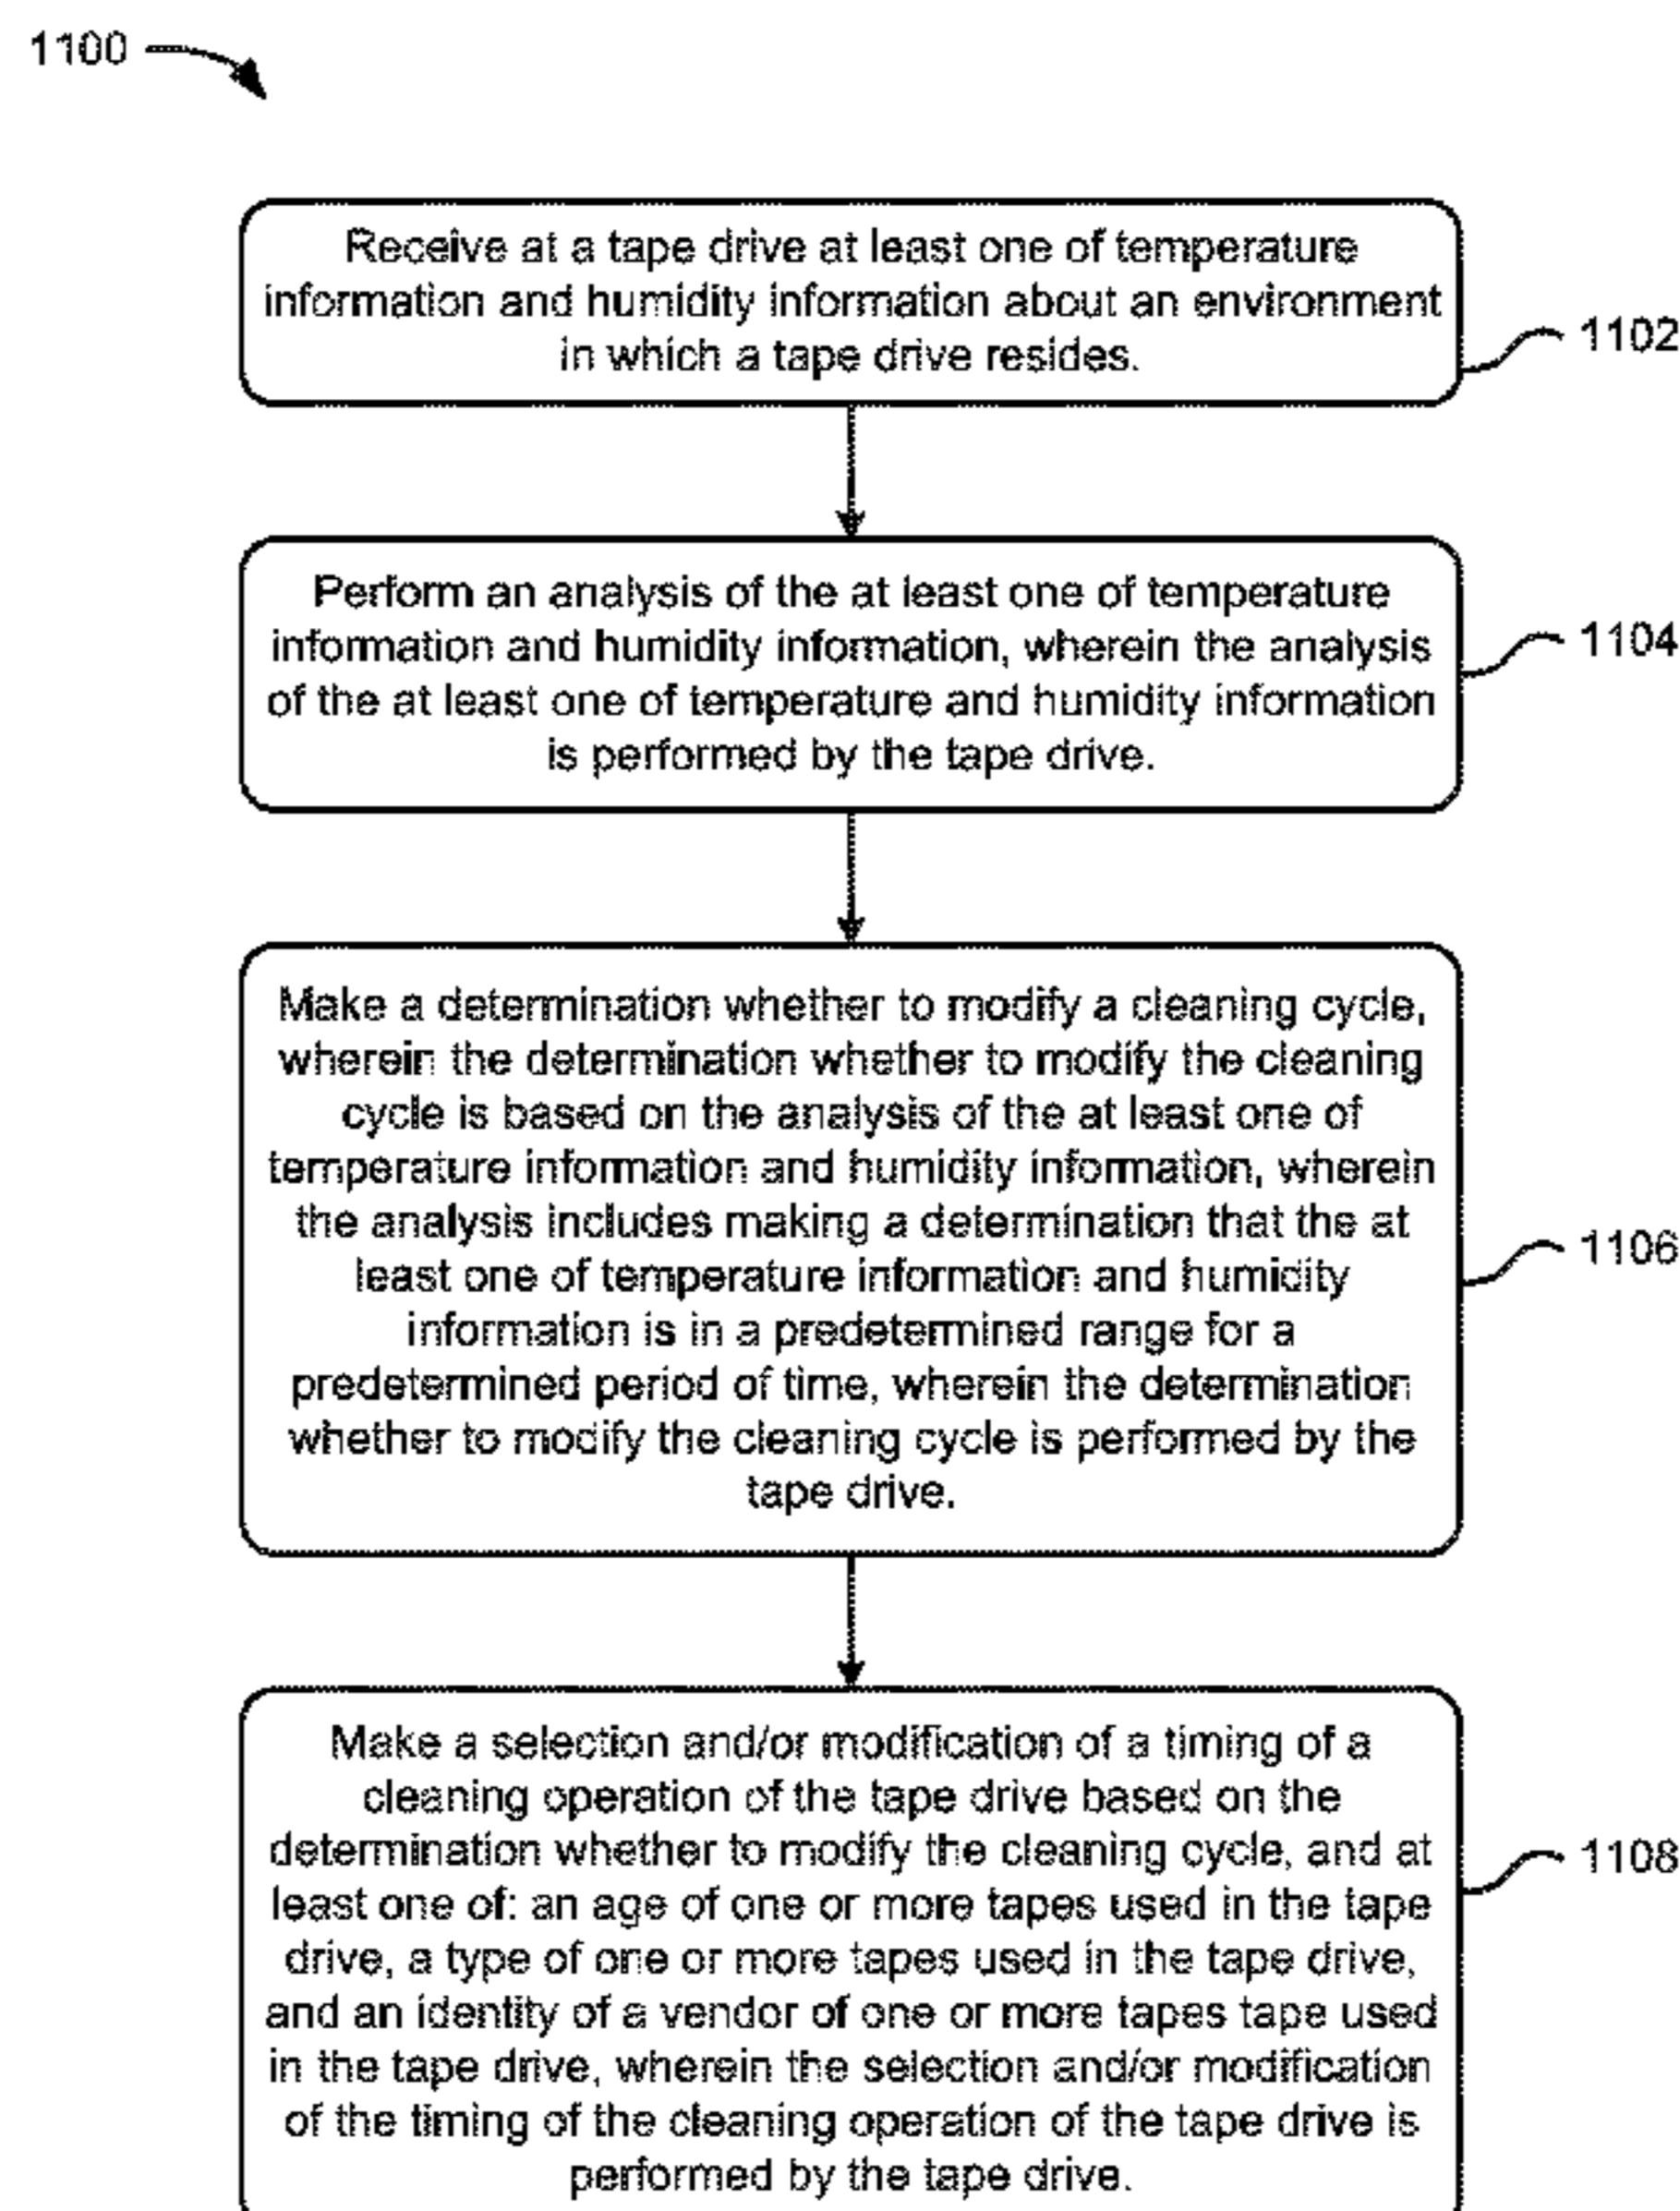 1100
Receive at a tape drive at least one of temperature
information and humidity information about an environment
in which a tape drive resides.
1102
Perform an analysis of the at least one of temperature
information and humidity information, wherein the analysis
of the at least one of temperature and humidity information
is performed by the tape drive.
1104
Make a determination whether to modify a cleaning cycle,
wherein the determination whether to modify the cleaning
cycle is based on the analysis of the at least one of
temperature information and humidity information, wherein
the analysis includes making a determination that the at
least one of temperature information and humidity
information is in a predetermined range for a
predetermined period of time, wherein the determination
whether to modify the cleaning cycle is performed by the
tape drive.
1106
Make a selection and/or modification of a timing of a
cleaning operation of the tape drive based on the
determination whether to modify the cleaning cycle, and at
least one of: an age of one or more tapes used in the tape
drive, a type of one or more tapes used in the tape drive,
and an identity of a vendor of one or more tapes tape used
in the tape drive, wherein the selection and/or modification
of the timing of the cleaning operation of the tape drive is
performed by the tape drive.
1108